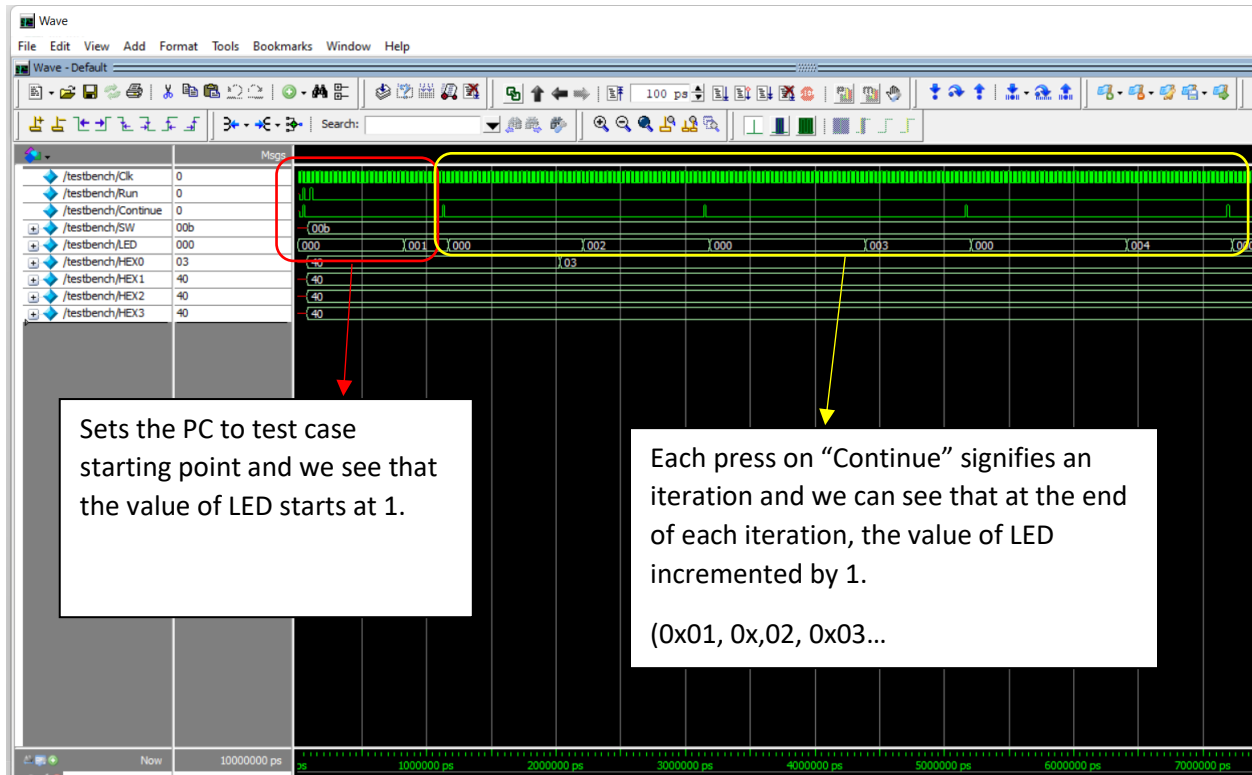 Wave
File Edit View Add Format Tools Bookmarks Window Help
Wave - Default
100 ps
Search:
Msgs
/testbench/Clk 0
/testbench/Run 0
/testbench/Continue 0
/testbench/SW 00b 00b
/testbench/LED 000 000 001 000 002 000 003 000 004 000
/testbench/HEX0 03 40 03
/testbench/HEX1 40 40
/testbench/HEX2 40 40
/testbench/HEX3 40 40
Sets the PC to test case
starting point and we see that
the value of LED starts at 1.
Each press on “Continue” signifies an
iteration and we can see that at the end
of each iteration, the value of LED
incremented by 1.
(0x01, 0x,02, 0x03…
Now 10000000 ps ps 1000000 ps 2000000 ps 3000000 ps 4000000 ps 5000000 ps 6000000 ps 7000000 ps